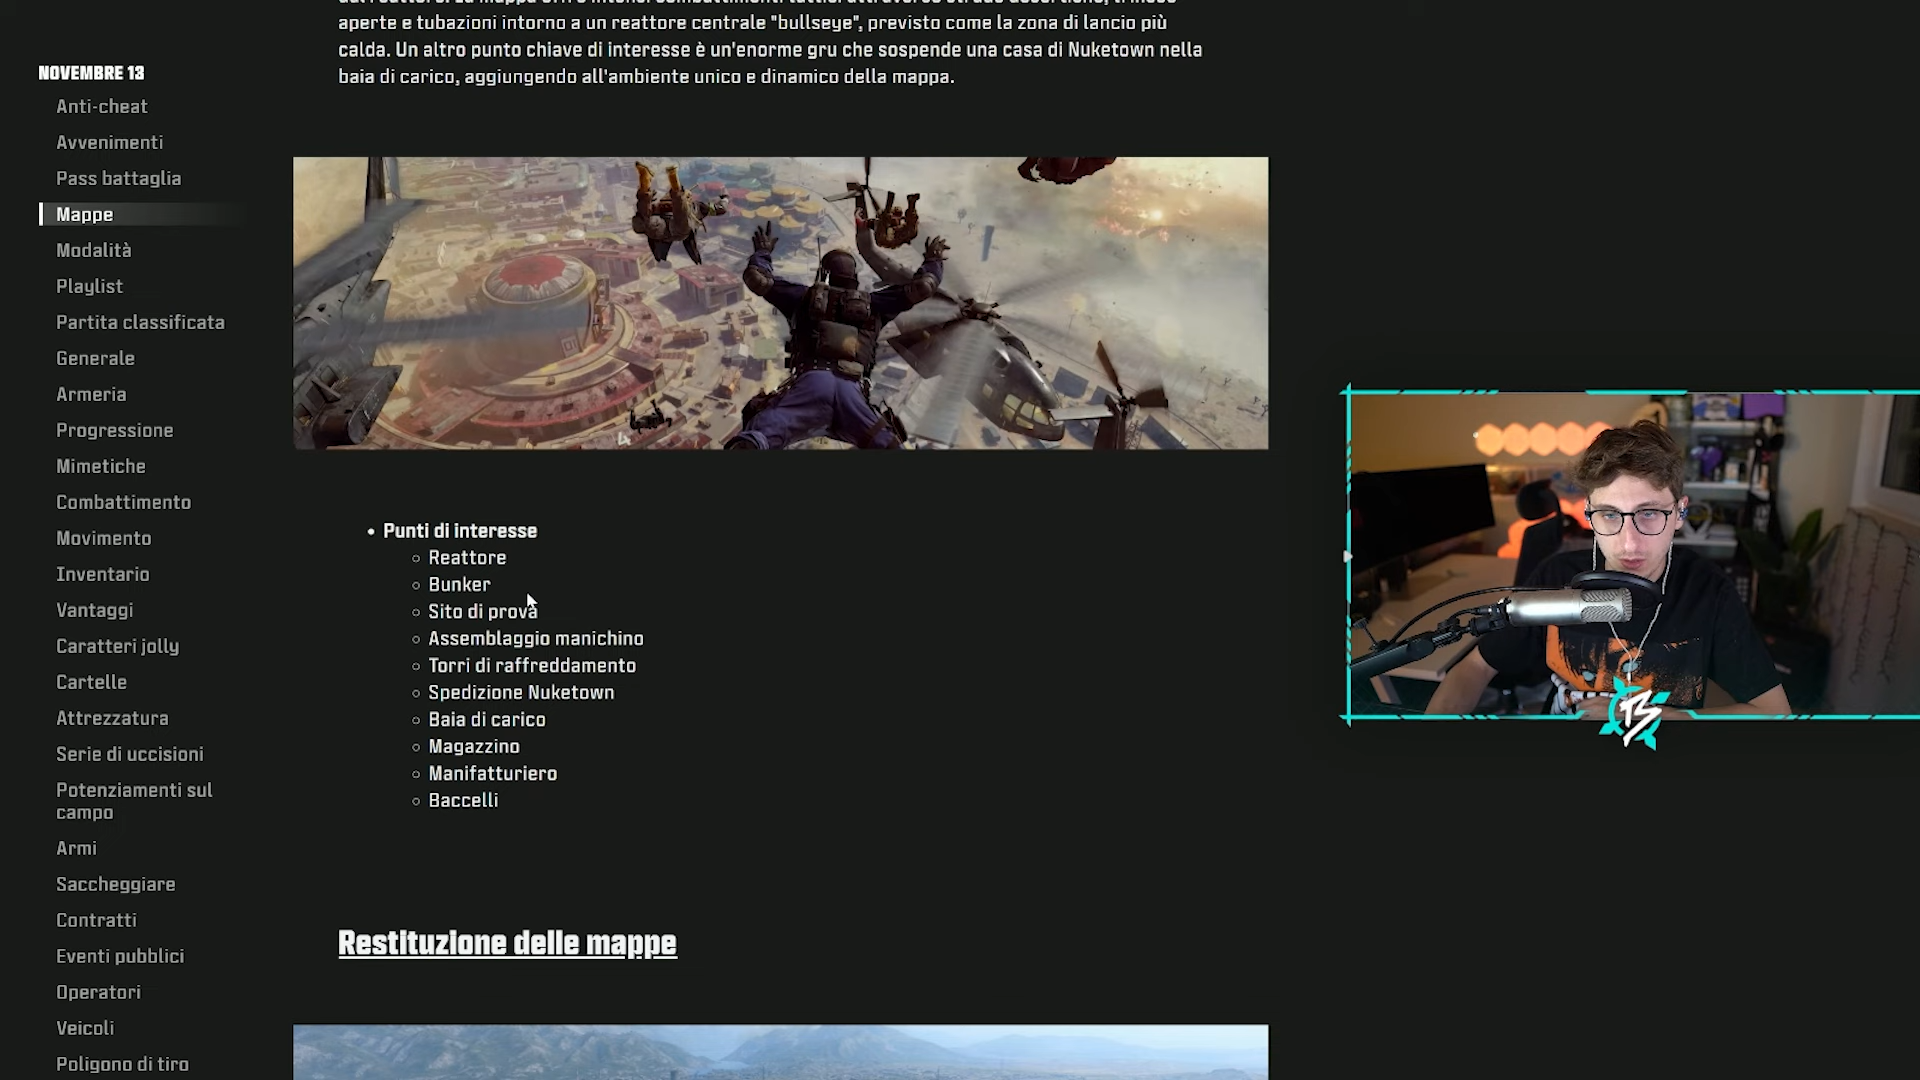 NOVEMBRE 13
Anti-cheat
Avvenimenti
Pass battaglia
Mappe
Modalità
Playlist
Partita classificata
Generale
Armeria
Progressione
Mimetiche
Combattimento
Movimento
Inventario
Vantaggi
Caratteri jolly
Cartelle
Attrezzatura
Serie di uccisioni
Potenziamenti sul
campo
Armi
Saccheggiare
Contratti
Eventi pubblici
Operatori
Veicoli
Poligono di tiro
aperte e tubazioni intorno a un reattore centrale "bullseye", previsto come la zona di lancio più
calda. Un altro punto chiave di interesse è un'enorme gru che sospende una casa di Nuketown nella
baia di carico, aggiungendo all'ambiente unico e dinamico della mappa.
• Punti di interesse
○ Reattore
○ Bunker
○ Sito di prova
○ Assemblaggio manichino
○ Torri di raffreddamento
○ Spedizione Nuketown
○ Baia di carico
○ Magazzino
○ Manifatturiero
○ Baccelli
Restituzione delle mappe